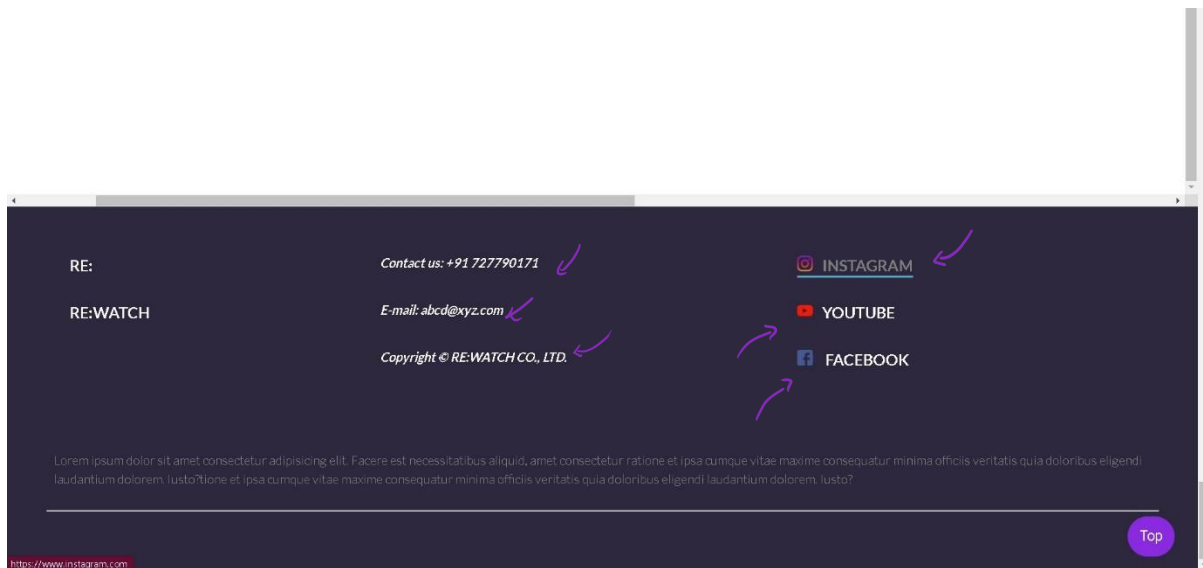 RE:
RE:WATCH
Contact us: +91 727790171
E-mail: abcd@xyz.com
Copyright © RE:WATCH CO., LTD.
INSTAGRAM
YOUTUBE
FACEBOOK
Lorem ipsum dolor sit amet consectetur adipisicing elit. Facere est necessitatibus aliquid, amet consectetur ratione et ipsa cumque vitae maxime consequatur minima officiis veritatis quia doloribus eligendi
laudantium dolorem. Iusto?tione et ipsa cumque vitae maxime consequatur minima officiis veritatis quia doloribus eligendi laudantium dolorem. Iusto?
Top
https://www.instagram.com